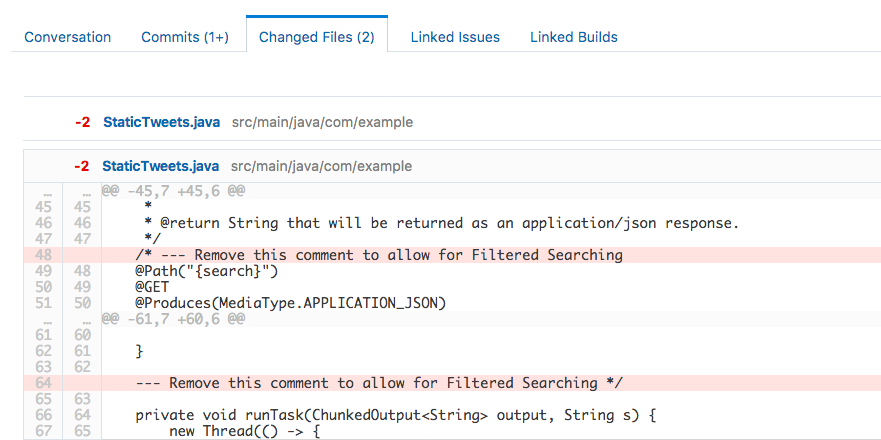 Conversation Commits (1+) Changed Files (2) Linked Issues Linked Builds
-2 StaticTweets.java src/main/java/com/example
-2 StaticTweets.java src/main/java/com/example
... ... @@ -45,7 +45,6 @@
45 45 *
46 46 * @return String that will be returned as an application/json response.
47 47 */
48 /* --- Remove this comment to allow for Filtered Searching
49 48 @Path("{search}")
50 49 @GET
51 50 @Produces(MediaType.APPLICATION_JSON)
... ... @@ -61,7 +60,6 @@
61 60
62 61 }
63 62
64 --- Remove this comment to allow for Filtered Searching */
65 63
66 64 private void runTask(ChunkedOutput<String> output, String s) {
67 65 new Thread(() -> {